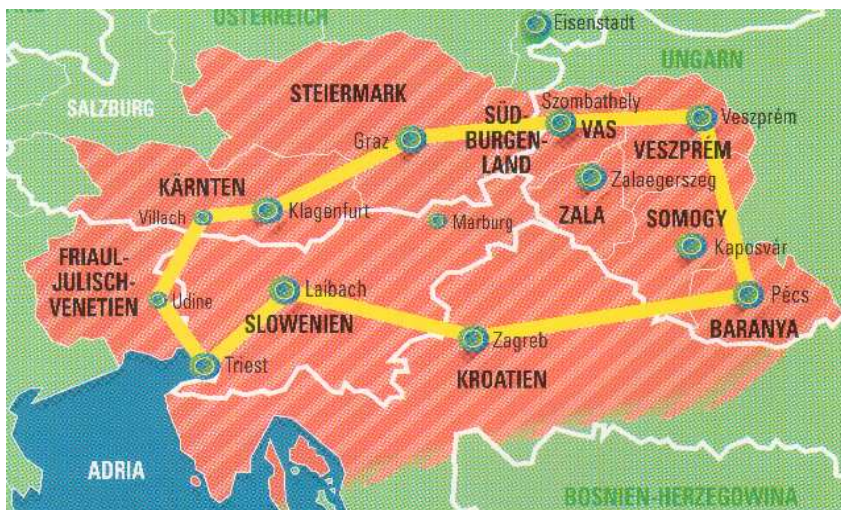 ÖSTERREICH
Eisenstadt
UNGARN
STEIERMARK
SALZBURG
SÜD-
BURGEN-
LAND
Szombathely
VAS
Veszprém
Graz
VESZPRÉM
KÄRNTEN
Zalaegerszeg
Villach
Klagenfurt
Marburg
ZALA
SOMOGY
Kaposvár
FRIAUL-
JULISCH-
VENETIEN
Udine
Laibach
SLOWENIEN
Pécs
BARANYA
Zagreb
Triest
KROATIEN
ADRIA
BOSNIEN-HERZEGOWINA